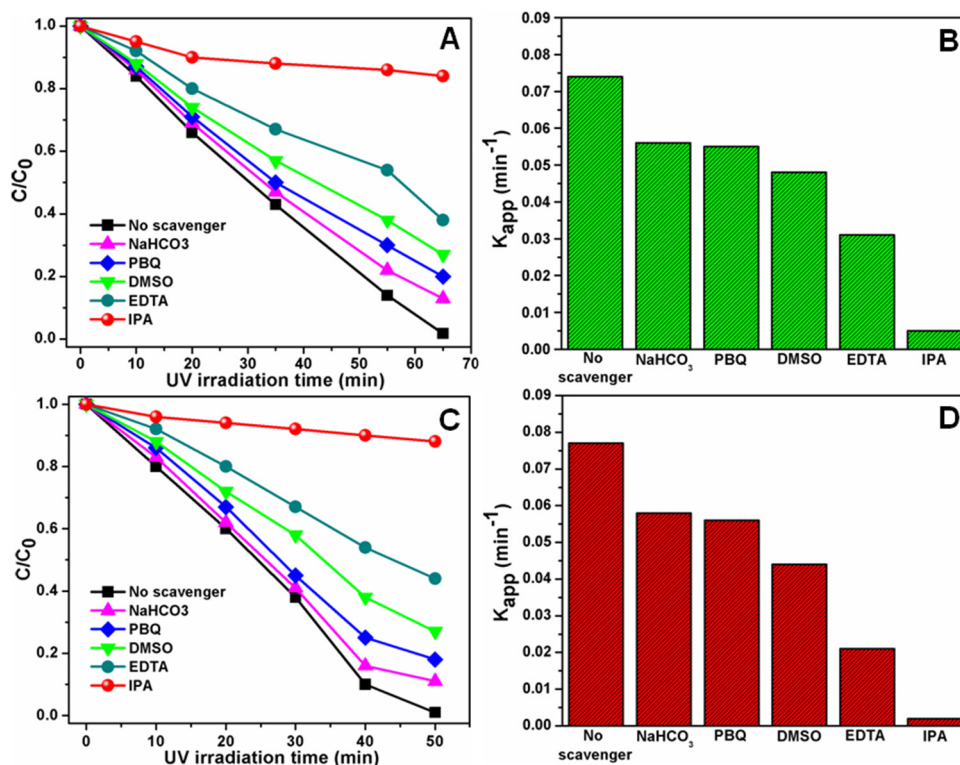 A
C/C0
1.0
0.8
0.6
0.4
0.2
0.0
No scavenger
NaHCO3
PBQ
DMSO
EDTA
IPA
0 10 20 30 40 50 60 70
UV irradiation time (min)
B
Kapp (min-1)
0.09
0.08
0.07
0.06
0.05
0.04
0.03
0.02
0.01
0.00
No scavenger NaHCO3 PBQ DMSO EDTA IPA
C
C/C0
1.0
0.8
0.6
0.4
0.2
0.0
No scavenger
NaHCO3
PBQ
DMSO
EDTA
IPA
0 10 20 30 40 50
UV irradiation time (min)
D
Kapp (min-1)
0.09
0.08
0.07
0.06
0.05
0.04
0.03
0.02
0.01
0.00
No scavenger NaHCO3 PBQ DMSO EDTA IPA